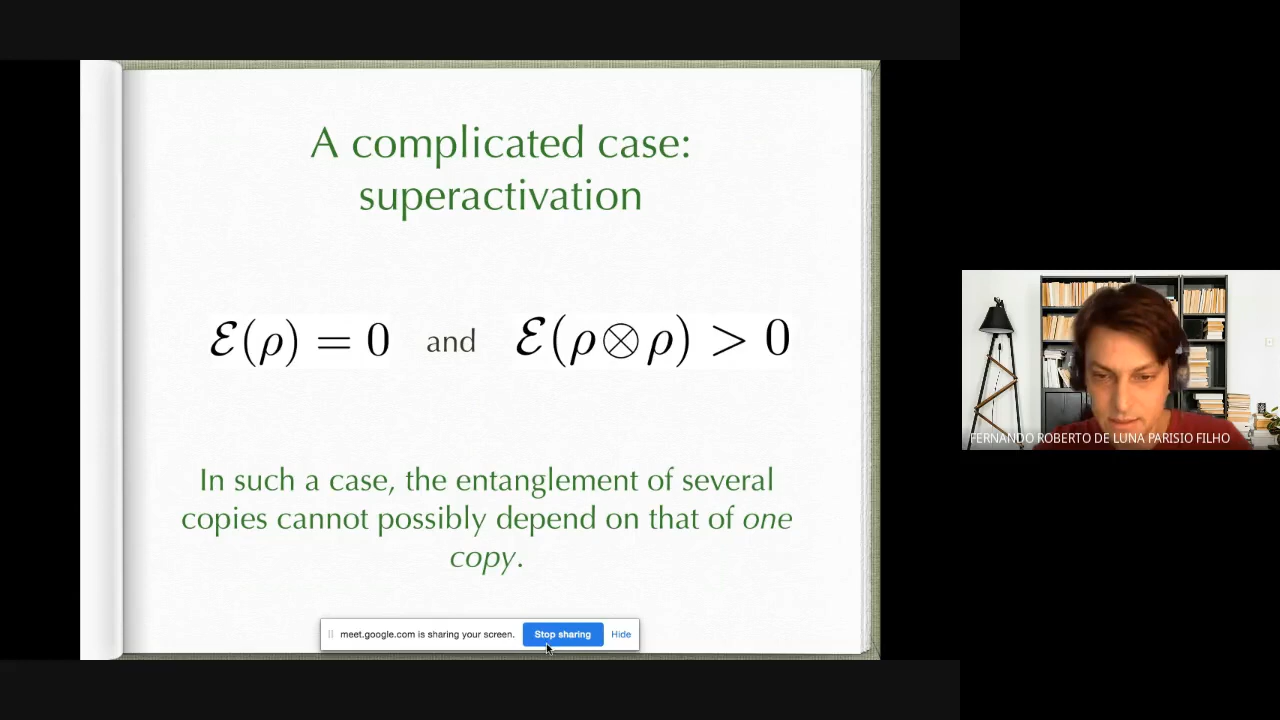 A complicated case:
superactivation
ℰ(ρ) = 0 and ℰ(ρ⊗ρ) > 0
In such a case, the entanglement of several
copies cannot possibly depend on that of one
copy.
meet.google.com is sharing your screen. Stop sharing Hide
FERNANDO ROBERTO DE LUNA PARISIO FILHO